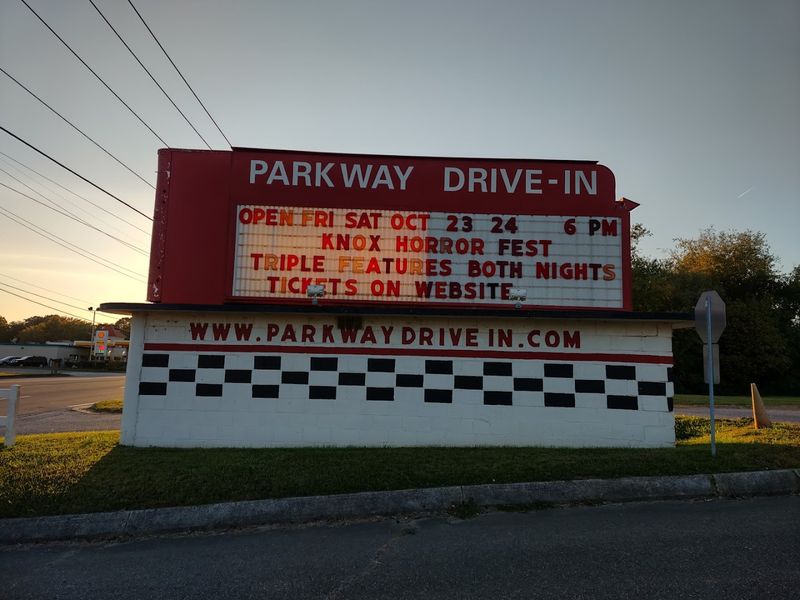 PARKWAY DRIVE-IN
OPEN FRI SAT OCT 23 24 6 PM
KNOX HORROR FEST
TRIPLE FEATURES BOTH NIGHTS
TICKETS ON WEBSITE
WWW.PARKWAYDRIVEIN.COM